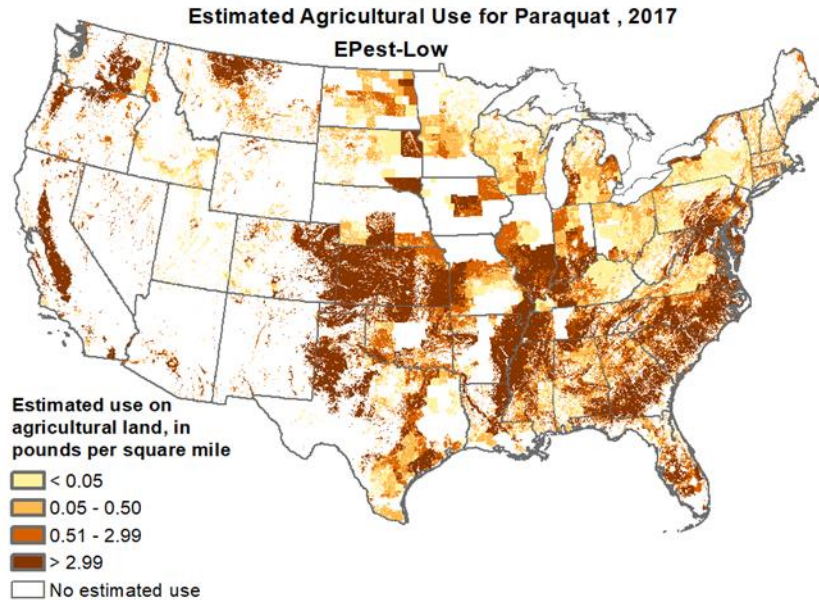 Estimated Agricultural Use for Paraquat , 2017
EPest-Low
Estimated use on
agricultural land, in
pounds per square mile
< 0.05
0.05 - 0.50
0.51 - 2.99
> 2.99
No estimated use